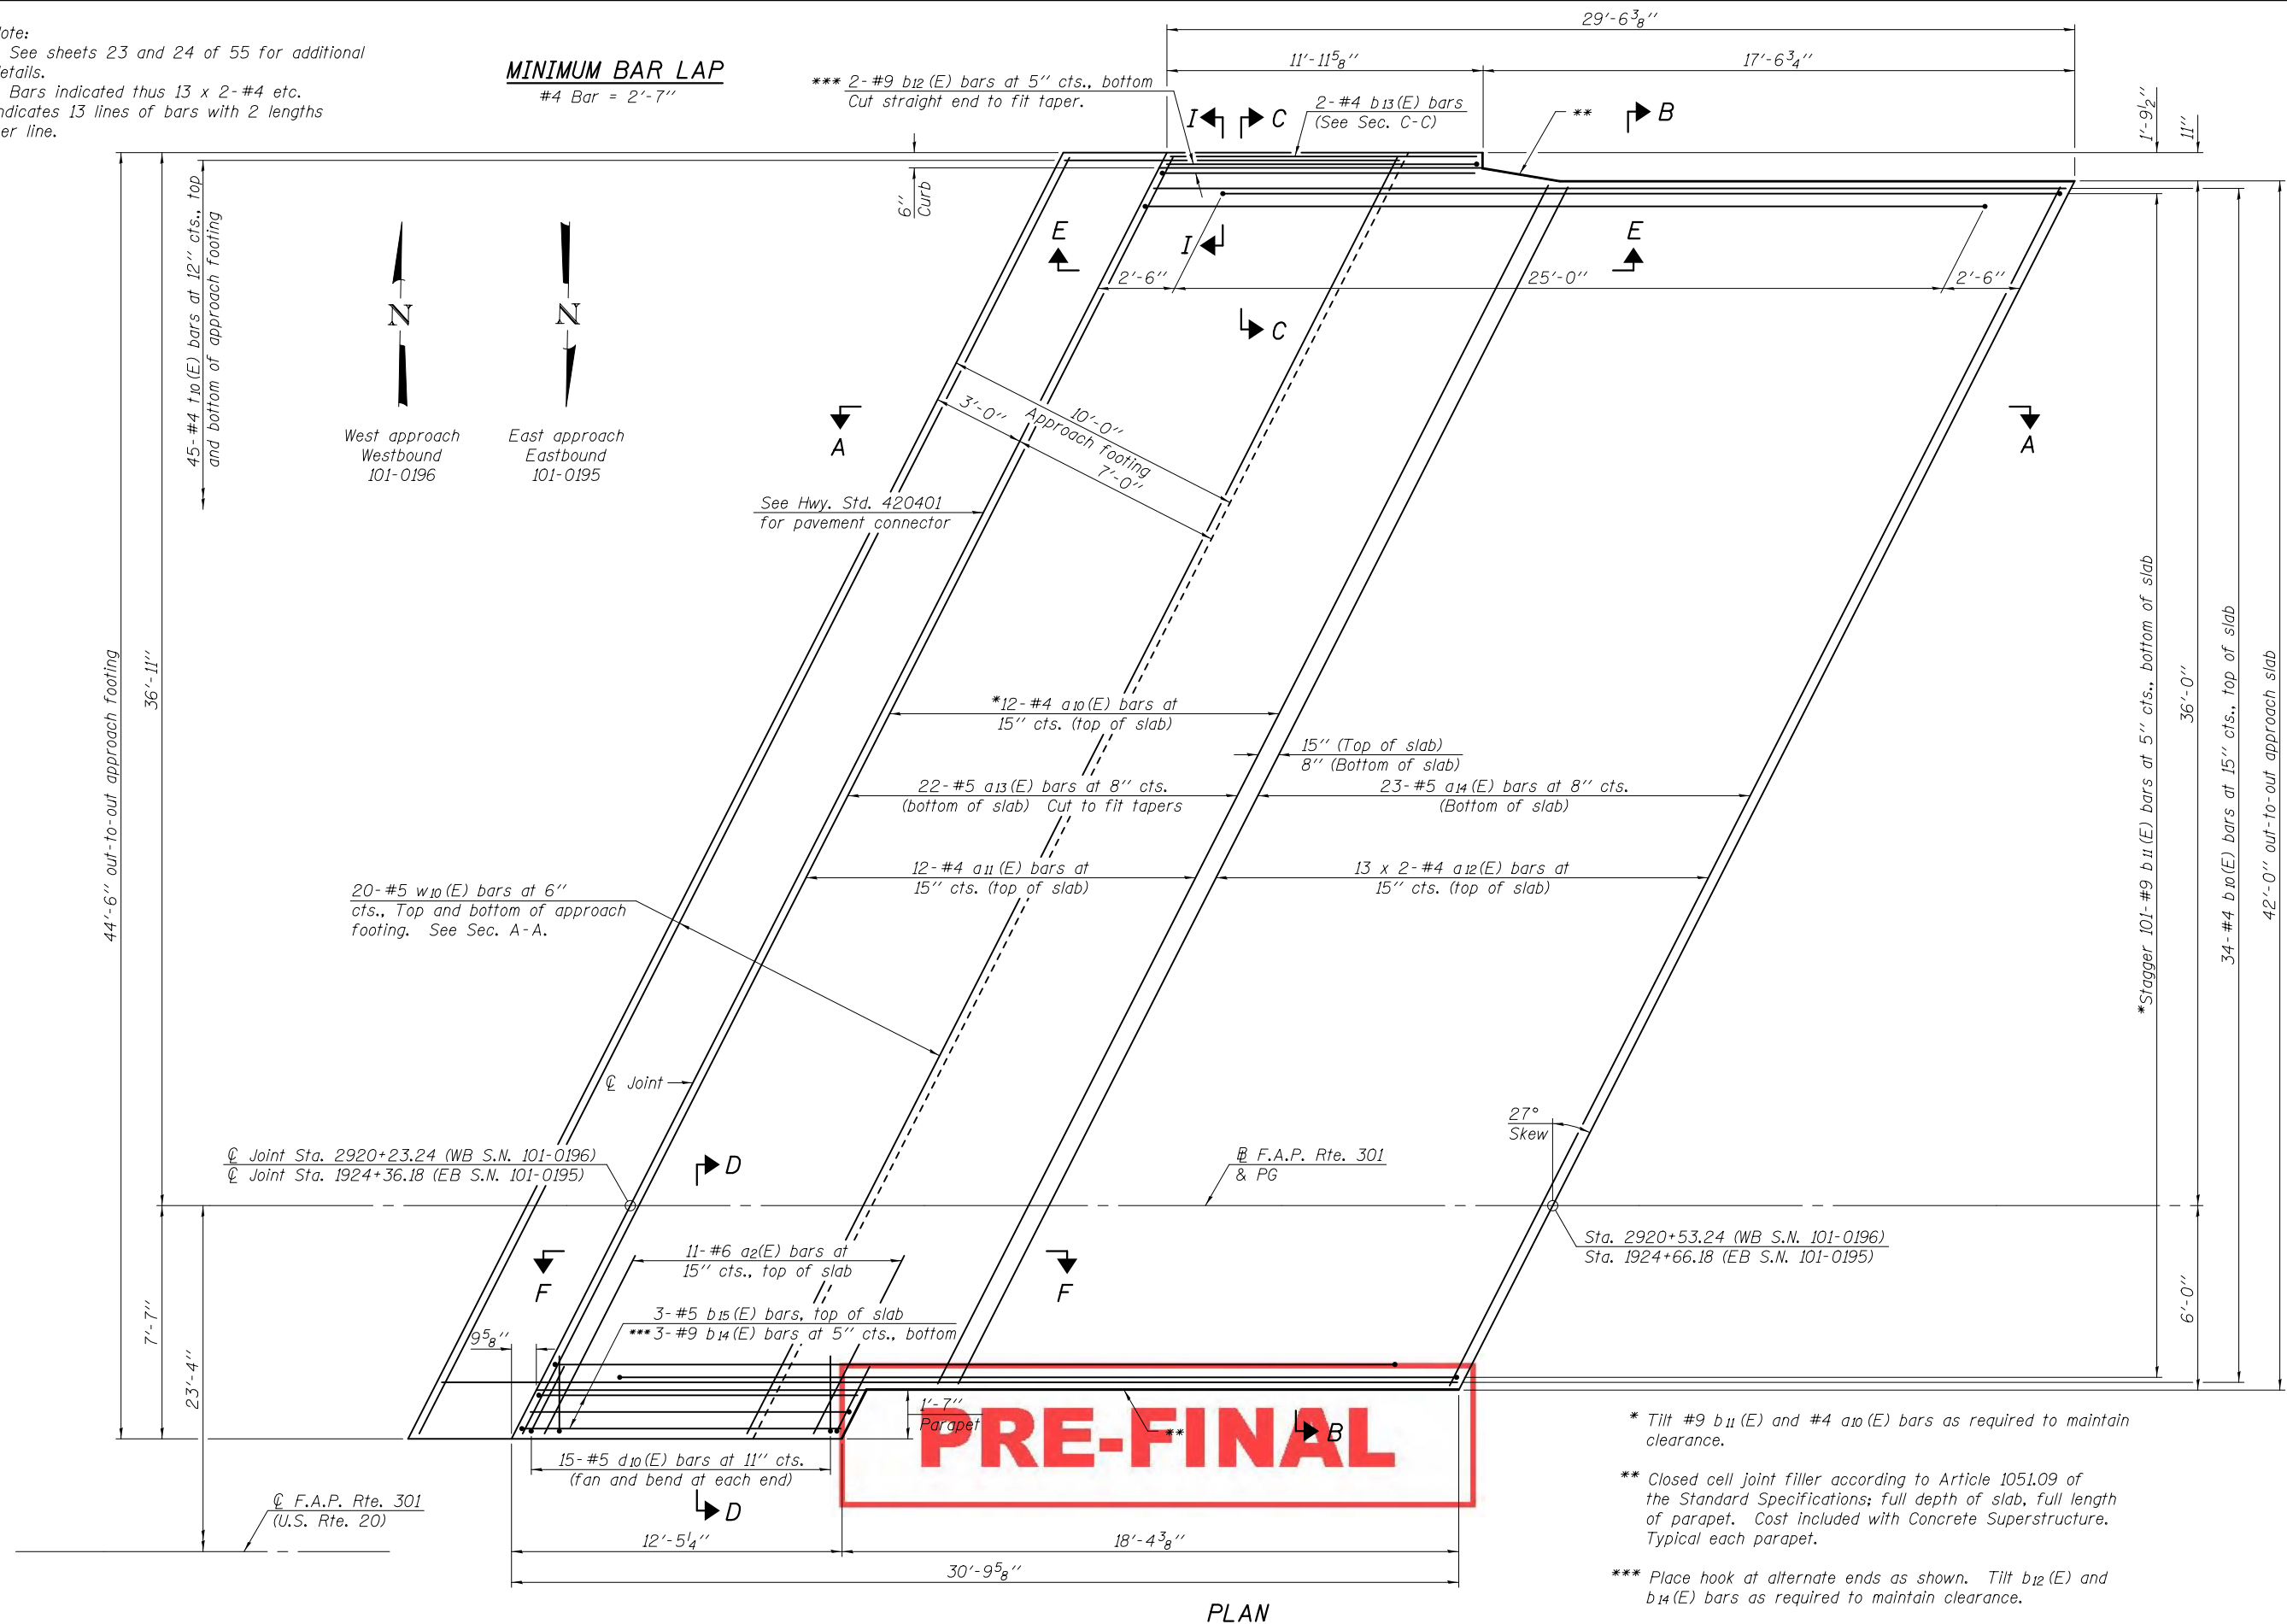 ote:
See sheets 23 and 24 of 55 for additional
etails.
Bars indicated thus 13 x 2-#4 etc.
ndicates 13 lines of bars with 2 lengths
er line.
MINIMUM BAR LAP
#4 Bar = 2'-7''
*** 2-#9 b12(E) bars at 5'' cts., bottom
Cut straight end to fit taper.
2-#4 b13(E) bars
(See Sec. C-C)
29'-6 3/8''
11'-11 5/8''
17'-6 3/4''
1'-9 1/2''
11''
**
I
C
B
6''
Curb
45-#4 t10(E) bars at 12'' cts., top
and bottom of approach footing
N
N
West approach
Westbound
101-0196
East approach
Eastbound
101-0195
E
I
E
2'-6''
25'-0''
2'-6''
C
A
A
3'-0''
10'-0''
Approach footing
7'-0''
See Hwy. Std. 420401
for pavement connector
44'-6'' out-to-out approach footing
36'-11''
*12-#4 a10(E) bars at
15'' cts. (top of slab)
15'' (Top of slab)
8'' (Bottom of slab)
22-#5 a13(E) bars at 8'' cts.
(bottom of slab) Cut to fit tapers
23-#5 a14(E) bars at 8'' cts.
(Bottom of slab)
12-#4 a11(E) bars at
15'' cts. (top of slab)
13 x 2-#4 a12(E) bars at
15'' cts. (top of slab)
20-#5 w10(E) bars at 6''
cts., Top and bottom of approach
footing. See Sec. A-A.
*Stagger 101-#9 b11(E) bars at 5'' cts., bottom of slab
36'-0''
34-#4 b10(E) bars at 15'' cts., top of slab
42'-0'' out-to-out approach slab
℄ Joint
27°
Skew
℄ Joint Sta. 2920+23.24 (WB S.N. 101-0196)
℄ Joint Sta. 1924+36.18 (EB S.N. 101-0195)
D
BL F.A.P. Rte. 301
& PG
Sta. 2920+53.24 (WB S.N. 101-0196)
Sta. 1924+66.18 (EB S.N. 101-0195)
F
11-#6 a2(E) bars at
15'' cts., top of slab
F
7'-7''
23'-4''
6'-0''
9 5/8''
3-#5 b15(E) bars, top of slab
*** 3-#9 b14(E) bars at 5'' cts., bottom
1'-7''
Parapet
PRE-FINAL
**
B
15-#5 d10(E) bars at 11'' cts.
(fan and bend at each end)
D
℄ F.A.P. Rte. 301
(U.S. Rte. 20)
12'-5 1/4''
18'-4 3/8''
30'-9 5/8''
* Tilt #9 b11(E) and #4 a10(E) bars as required to maintain
clearance.
** Closed cell joint filler according to Article 1051.09 of
the Standard Specifications; full depth of slab, full length
of parapet. Cost included with Concrete Superstructure.
Typical each parapet.
*** Place hook at alternate ends as shown. Tilt b12(E) and
b14(E) bars as required to maintain clearance.
PLAN